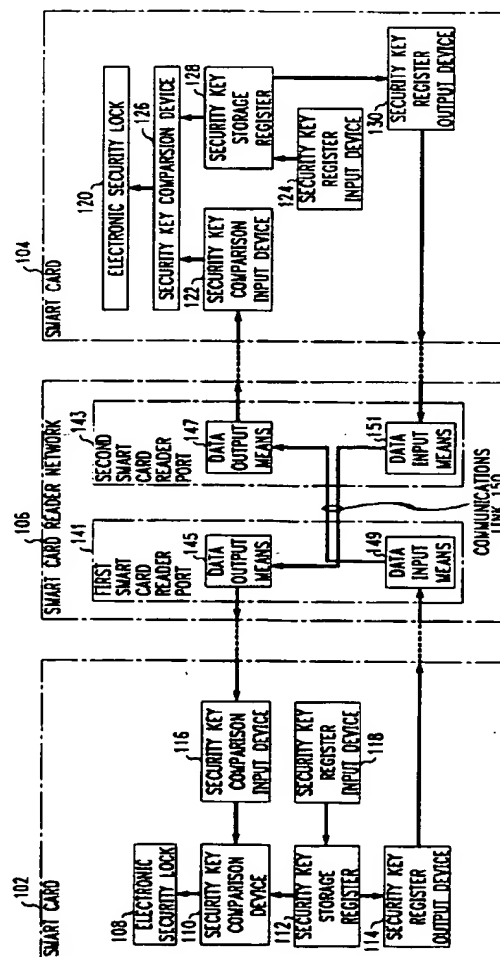 102
SMART CARD
108
ELECTRONIC
SECURITY LOCK
110
SECURITY KEY
COMPARISON
DEVICE
112
SECURITY KEY
STORAGE
REGISTER
114
SECURITY KEY
REGISTER
OUTPUT DEVICE
116
SECURITY KEY
COMPARISON
INPUT DEVICE
118
SECURITY KEY
REGISTER
INPUT DEVICE
106
SMART CARD READER NETWORK
141
FIRST
SMART
CARD
READER
PORT
145
DATA
OUTPUT
MEANS
149
DATA
INPUT
MEANS
143
SECOND
SMART
CARD
READER
PORT
147
DATA
OUTPUT
MEANS
151
DATA
INPUT
MEANS
COMMUNICATIONS
LINK 150
104
SMART CARD
120
ELECTRONIC SECURITY LOCK
126
SECURITY KEY COMPARSION DEVICE
122
SECURITY KEY
COMPARISON
INPUT DEVICE
128
SECURITY KEY
STORAGE
REGISTER
124
SECURITY KEY
REGISTER
INPUT DEVICE
130
SECURITY KEY
REGISTER
OUTPUT DEVICE